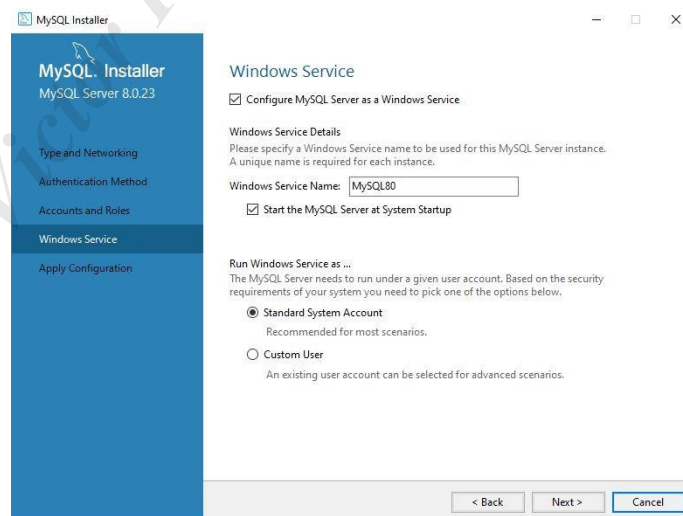 MySQL Installer
MySQL. Installer
MySQL Server 8.0.23
Type and Networking
Authentication Method
Accounts and Roles
Windows Service
Apply Configuration
Windows Service
Configure MySQL Server as a Windows Service
Windows Service Details
Please specify a Windows Service name to be used for this MySQL Server instance.
A unique name is required for each instance.
Windows Service Name: MySQL80
Start the MySQL Server at System Startup
Run Windows Service as ...
The MySQL Server needs to run under a given user account. Based on the security
requirements of your system you need to pick one of the options below.
Standard System Account
Recommended for most scenarios.
Custom User
An existing user account can be selected for advanced scenarios.
< Back Next > Cancel
Victor